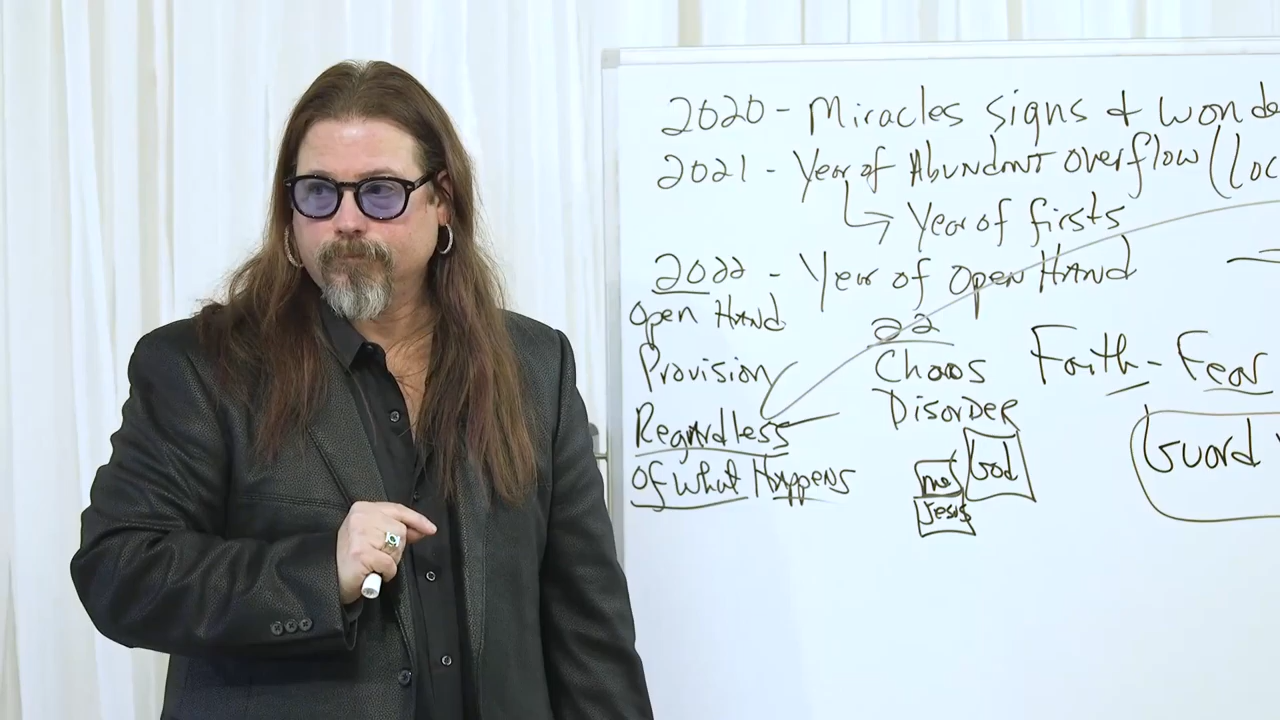 2020 - Miracles signs + wonde
2021 - Year of Abundant overflow (loc
Year of firsts
2022 - Year of Open Hand
Open Hand
Provision
Regardless
Of what Happens
22
Chaos
Disorder
me
God
Jesus
Faith - Fear
Guard